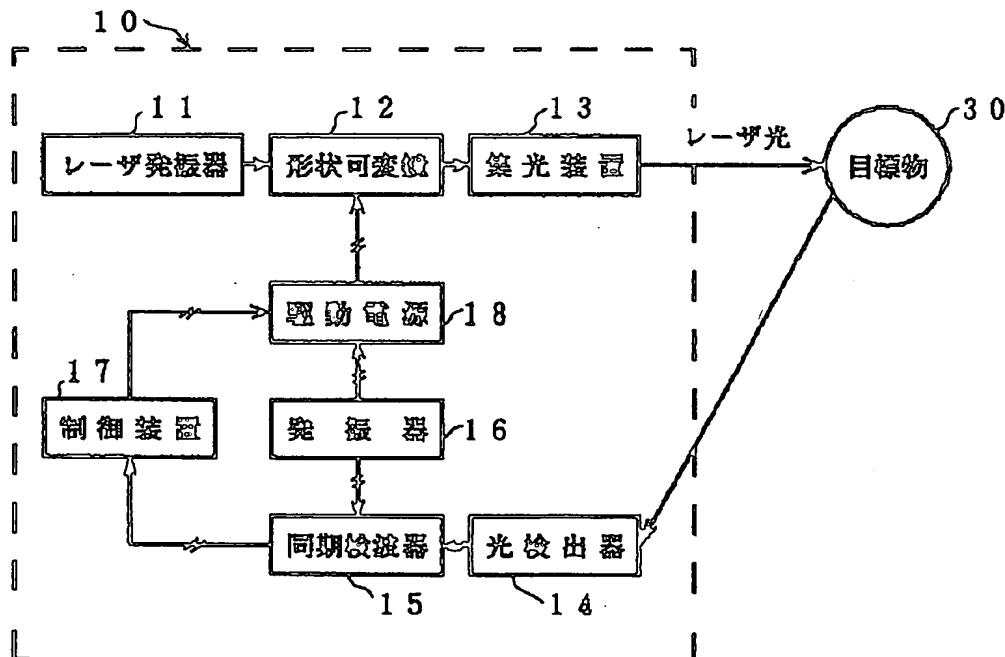 10
11 12 13 30
レーザ発振器 形状可変鏡 集光装置 レーザ光 目標物
駆動電源 18
17
制御装置 発振器 16
同期検波器 光検出器
15 14